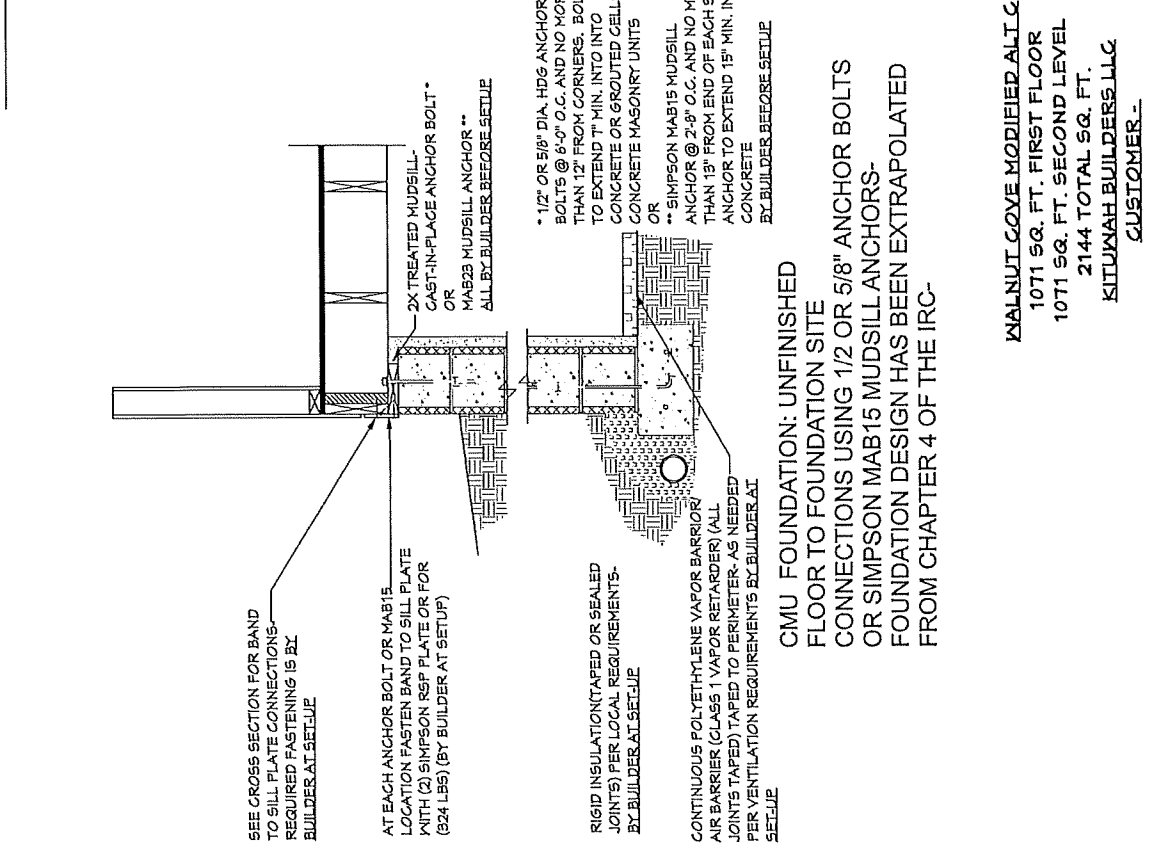 SEE CROSS SECTION FOR BAND
TO SILL PLATE CONNECTIONS-
REQUIRED FASTENING IS BY
BUILDER AT SET-UP
AT EACH ANCHOR BOLT OR MAB15
LOCATION FASTEN BAND TO SILL PLATE
WITH (2) SIMPSON RSP PLATE OR FOR
(324 LBS) (BY BUILDER AT SETUP)
RIGID INSULATION(TAPED OR SEALED
JOINTS) PER LOCAL REQUIREMENTS-
BY BUILDER AT SET-UP
CONTINUOUS POLYETHYLENE VAPOR BARRIOR/
AIR BARRIER (CLASS 1 VAPOR RETARDER) (ALL
JOINTS TAPED) TAPED TO PERIMETER- AS NEEDED
PER VENTILATION REQUIREMENTS BY BUILDER AT
SET-UP
2X TREATED MUDSILL-
CAST-IN-PLACE ANCHOR BOLT *
OR
MAB23 MUDSILL ANCHOR **
ALL BY BUILDER BEFORE SETUP
* 1/2" OR 5/8" DIA. HDG ANCHOR
BOLTS @ 6'-0" O.C. AND NO MOR
THAN 12" FROM CORNERS. BOL
TO EXTEND 7" MIN. INTO INTO
CONCRETE OR GROUTED CELL
CONCRETE MASONRY UNITS
OR
** SIMPSON MAB15 MUDSILL
ANCHOR @ 2'-8" O.C. AND NO M
THAN 13" FROM END OF EACH S
ANCHOR TO EXTEND 15" MIN. IN
CONCRETE
BY BUILDER BEFORE SETUP
CMU FOUNDATION: UNFINISHED
FLOOR TO FOUNDATION SITE
CONNECTIONS USING 1/2 OR 5/8" ANCHOR BOLTS
OR SIMPSON MAB15 MUDSILL ANCHORS-
FOUNDATION DESIGN HAS BEEN EXTRAPOLATED
FROM CHAPTER 4 OF THE IRC-
WALNUT COVE MODIFIED ALT C
1071 SQ. FT. FIRST FLOOR
1071 SQ. FT. SECOND LEVEL
2144 TOTAL SQ. FT.
KITUWAH BUILDERS LLC
CUSTOMER -